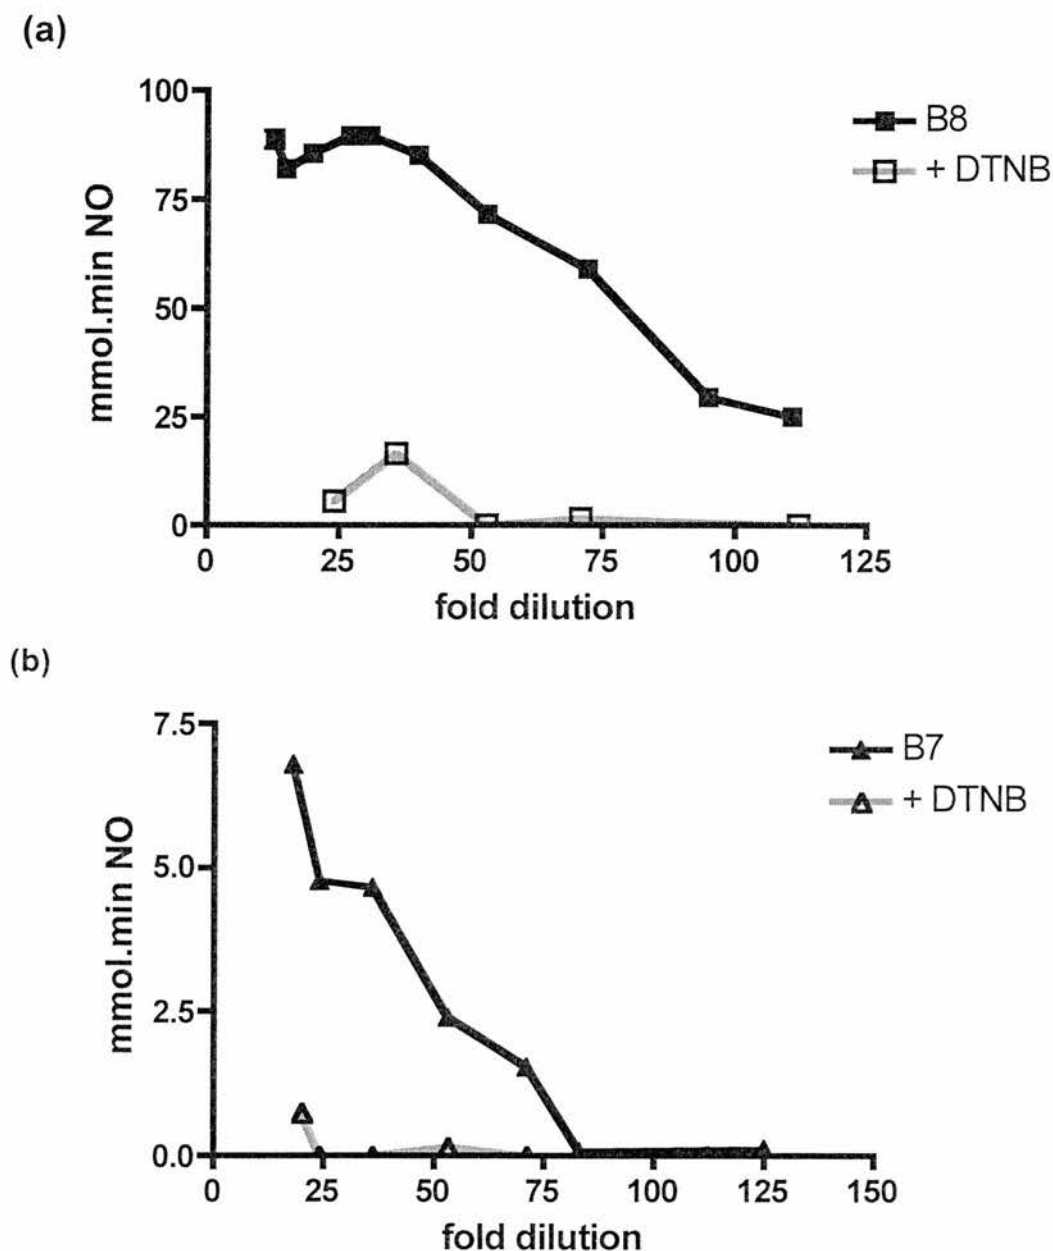 (a)
100
75
50
25
0
mmol.min NO
0 25 50 75 100 125
fold dilution
B8
+ DTNB
(b)
7.5
5.0
2.5
0.0
mmol.min NO
0 25 50 75 100 125 150
fold dilution
B7
+ DTNB